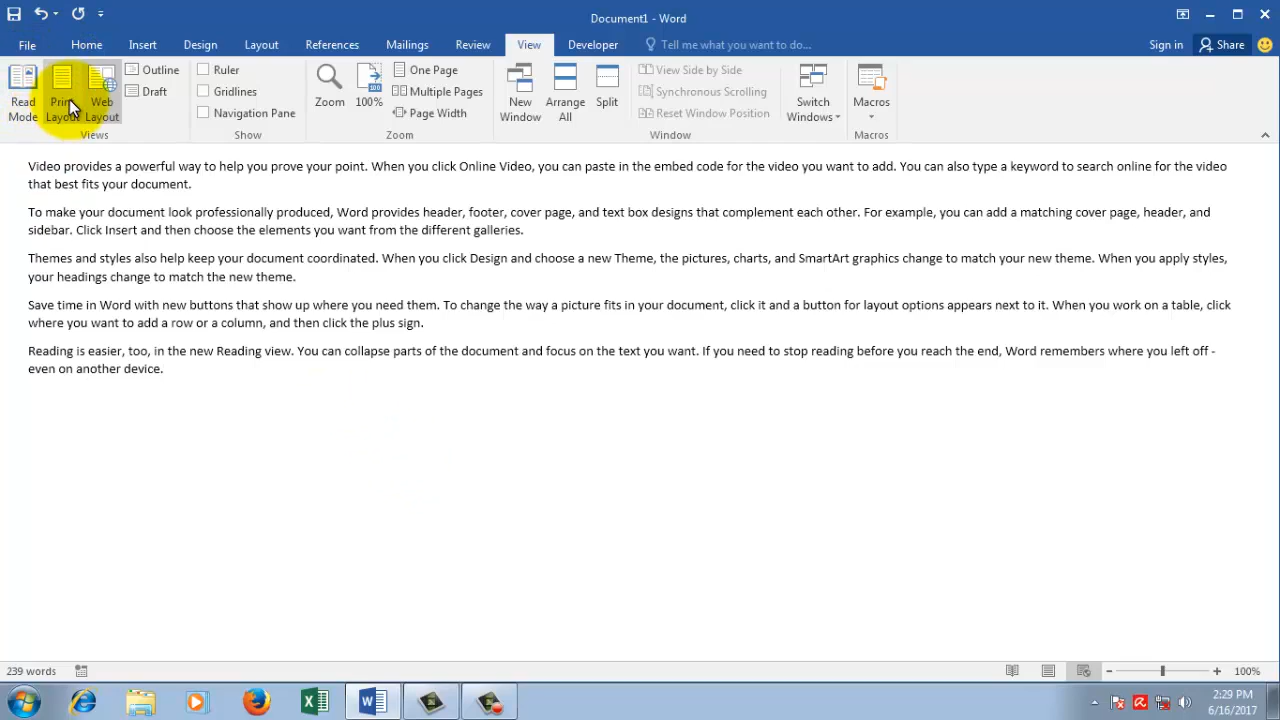 Document1 - Word
File Home Insert Design Layout References Mailings Review View Developer Tell me what you want to do... Sign in Share
Read Mode
Print Layout
Web Layout
Outline
Draft
Views
Ruler
Gridlines
Navigation Pane
Show
Zoom
100%
One Page
Multiple Pages
Page Width
Zoom
New Window
Arrange All
Split
View Side by Side
Synchronous Scrolling
Reset Window Position
Window
Switch Windows
Macros
Macros
Video provides a powerful way to help you prove your point. When you click Online Video, you can paste in the embed code for the video you want to add. You can also type a keyword to search online for the video
that best fits your document.
To make your document look professionally produced, Word provides header, footer, cover page, and text box designs that complement each other. For example, you can add a matching cover page, header, and
sidebar. Click Insert and then choose the elements you want from the different galleries.
Themes and styles also help keep your document coordinated. When you click Design and choose a new Theme, the pictures, charts, and SmartArt graphics change to match your new theme. When you apply styles,
your headings change to match the new theme.
Save time in Word with new buttons that show up where you need them. To change the way a picture fits in your document, click it and a button for layout options appears next to it. When you work on a table, click
where you want to add a row or a column, and then click the plus sign.
Reading is easier, too, in the new Reading view. You can collapse parts of the document and focus on the text you want. If you need to stop reading before you reach the end, Word remembers where you left off -
even on another device.
239 words
100%
2:29 PM
6/16/2017